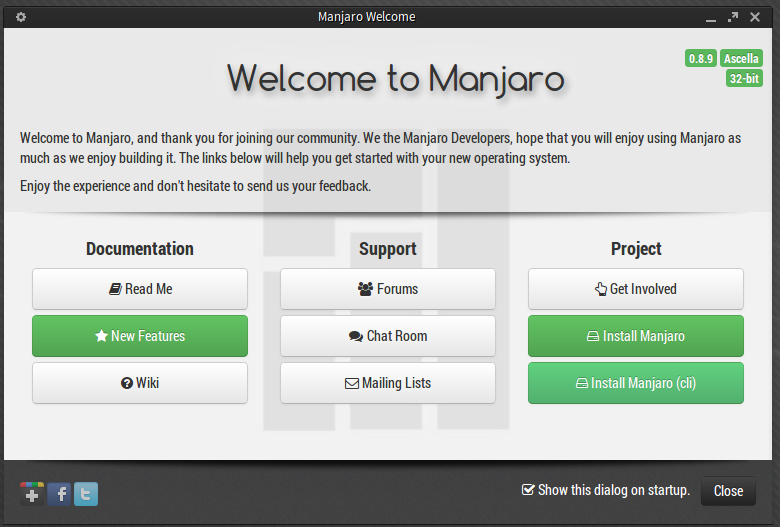 Manjaro Welcome
Welcome to Manjaro
0.8.9 Ascella
32-bit
Welcome to Manjaro, and thank you for joining our community. We the Manjaro Developers, hope that you will enjoy using Manjaro as
much as we enjoy building it. The links below will help you get started with your new operating system.
Enjoy the experience and don't hesitate to send us your feedback.
Documentation Support Project
Read Me Forums Get Involved
New Features Chat Room Install Manjaro
Wiki Mailing Lists Install Manjaro (cli)
Show this dialog on startup. Close